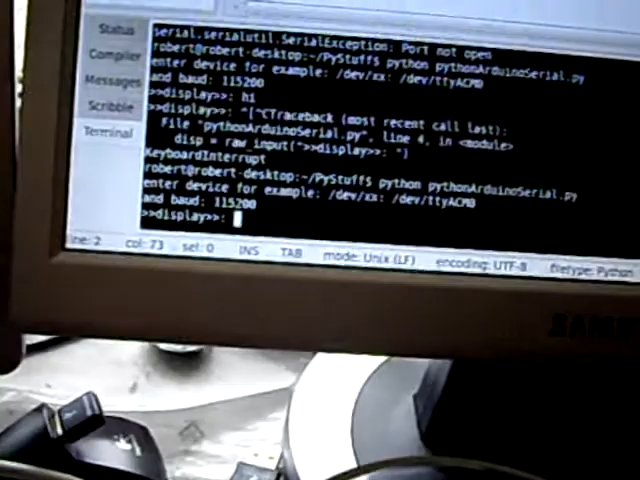 Status
Compiler
Messages
Scribble
Terminal
serial.serialutil.SerialException: Port not open
robert@robert-desktop:~/PyStuff$ python pythonArduinoSerial.py
enter device for example: /dev/xx: /dev/ttyACM0
and baud: 115200
>>display>>: hi
>>display>>: ^[^CTraceback (most recent call last):
File "pythonArduinoSerial.py", line 4, in <module>
disp = raw_input(">>display>>: ")
KeyboardInterrupt
robert@robert-desktop:~/PyStuff$ python pythonArduinoSerial.py
enter device for example: /dev/xx: /dev/ttyACM0
and baud: 115200
>>display>>:
line: 2 col: 73 sel: 0 INS TAB mode: Unix (LF) encoding: UTF-8 filetype: Python
SAMS